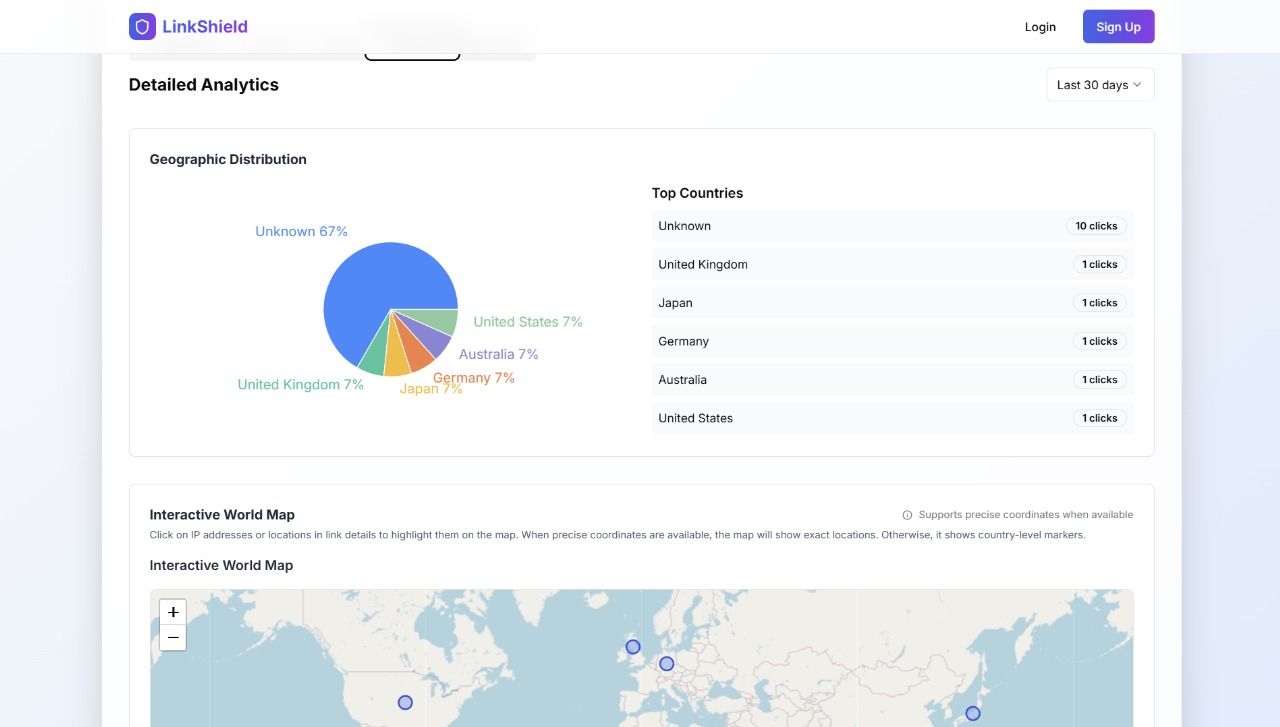 LinkShield
Login
Sign Up
Detailed Analytics
Last 30 days
Geographic Distribution
Unknown 67%
United States 7%
Australia 7%
Germany 7%
Japan 7%
United Kingdom 7%
Top Countries
Unknown 10 clicks
United Kingdom 1 clicks
Japan 1 clicks
Germany 1 clicks
Australia 1 clicks
United States 1 clicks
Interactive World Map
Supports precise coordinates when available
Click on IP addresses or locations in link details to highlight them on the map. When precise coordinates are available, the map will show exact locations. Otherwise, it shows country-level markers.
Interactive World Map
+
−